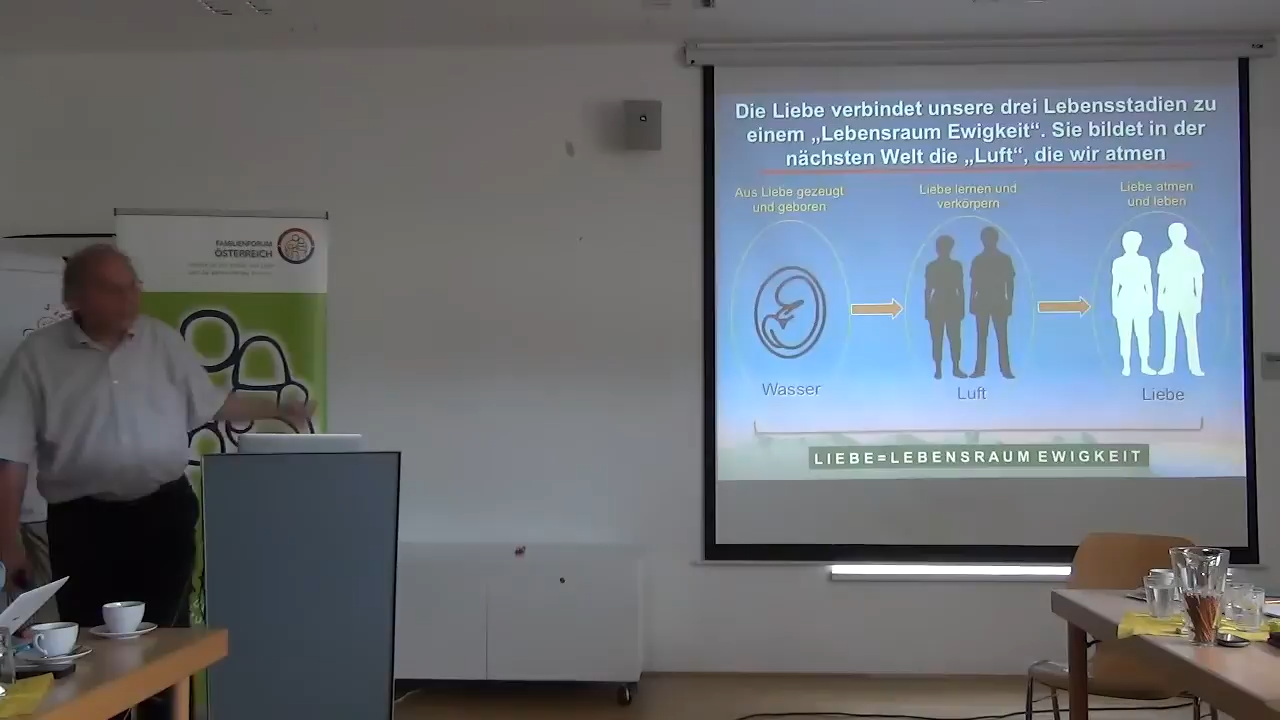 Die Liebe verbindet unsere drei Lebensstadien zu
einem „Lebensraum Ewigkeit“. Sie bildet in der
nächsten Welt die „Luft“, die wir atmen
Aus Liebe gezeugt
und geboren
Liebe lernen und
verkörpern
Liebe atmen
und leben
Wasser
Luft
Liebe
LIEBE=LEBENSRAUM EWIGKEIT
FAMILIENFORUM
ÖSTERREICH